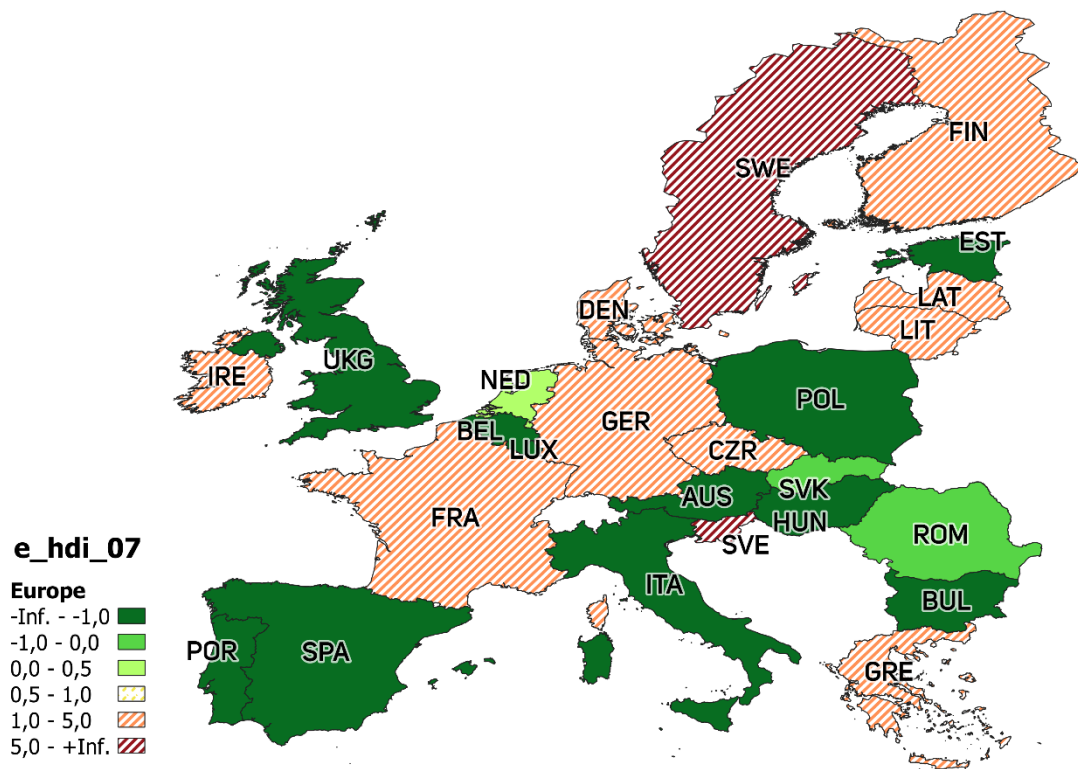 SWE
FIN
EST
LAT
LIT
DEN
UKG
IRE
NED
POL
GER
BEL
LUX
CZR
AUS
SVK
HUN
FRA
SVE
ROM
ITA
BUL
POR
SPA
GRE
e_hdi_07
Europe
-Inf. - -1,0
-1,0 - 0,0
0,0 - 0,5
0,5 - 1,0
1,0 - 5,0
5,0 - +Inf.